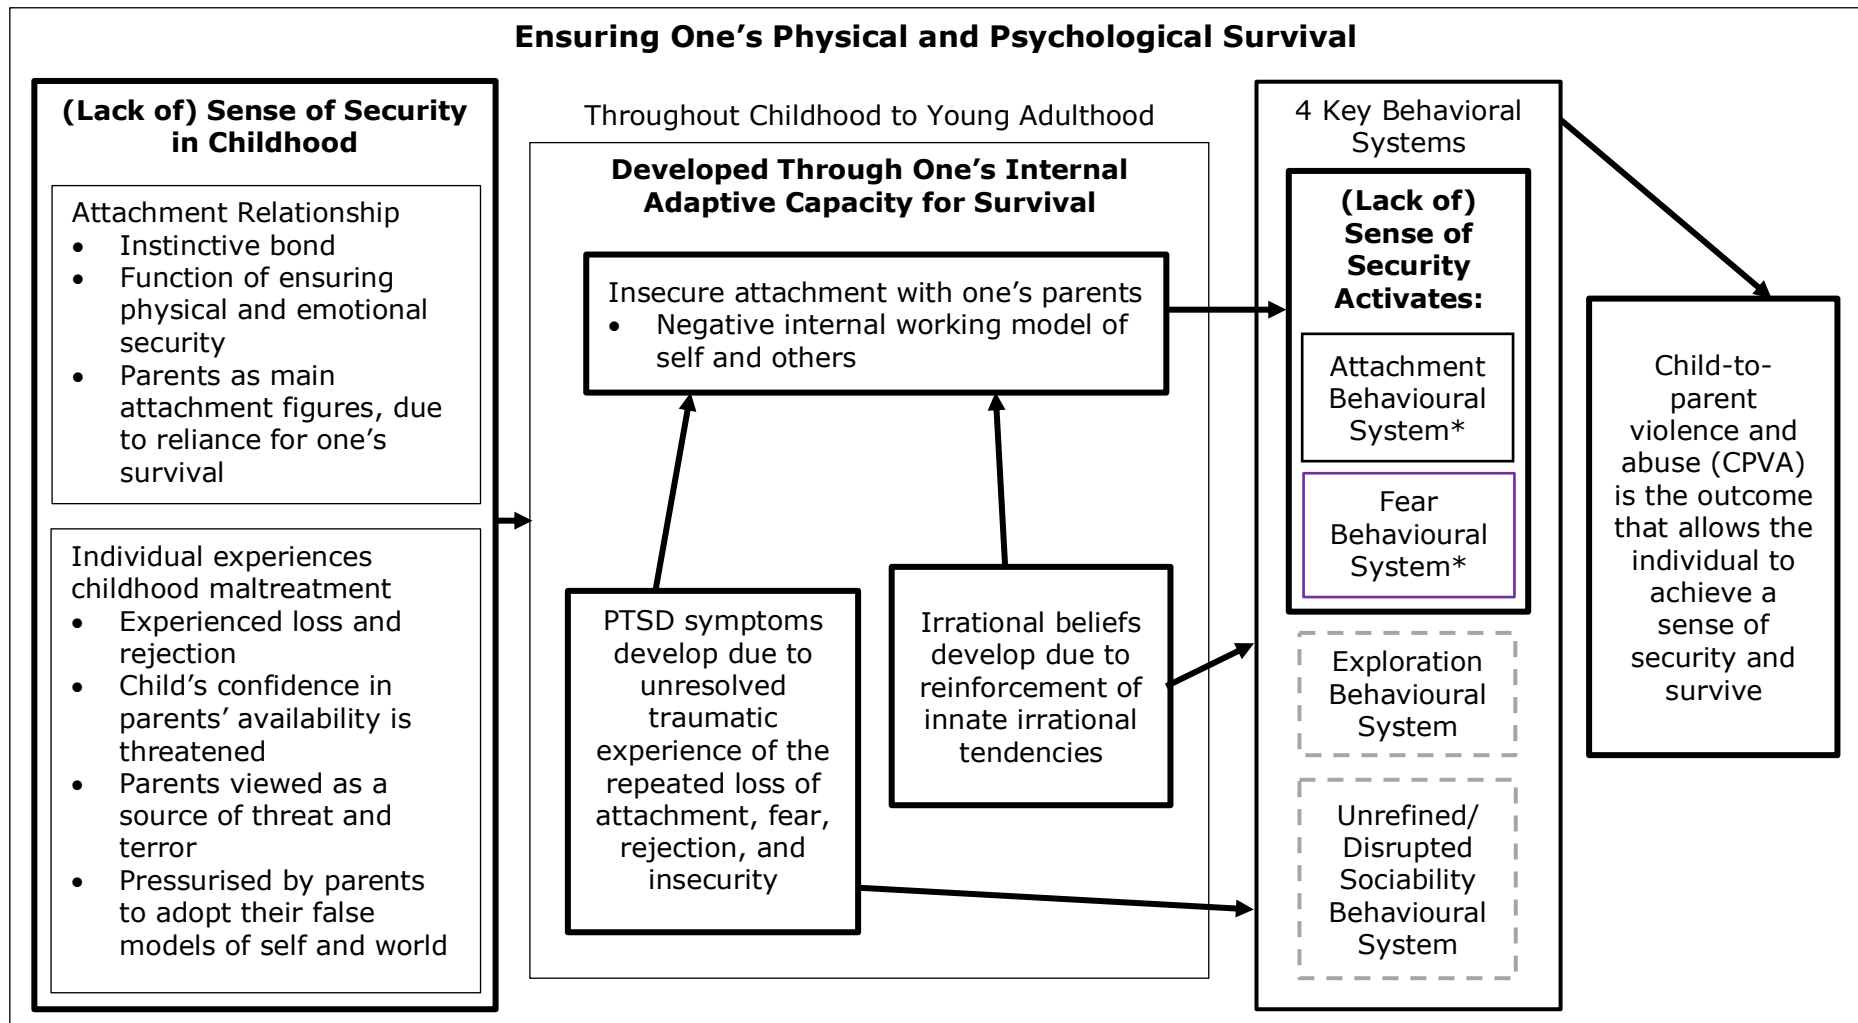 Ensuring One’s Physical and Psychological Survival
(Lack of) Sense of Security
in Childhood
Attachment Relationship
• Instinctive bond
• Function of ensuring
physical and emotional
security
• Parents as main
attachment figures, due
to reliance for one’s
survival
Individual experiences
childhood maltreatment
• Experienced loss and
rejection
• Child’s confidence in
parents’ availability is
threatened
• Parents viewed as a
source of threat and
terror
• Pressurised by parents
to adopt their false
models of self and world
Throughout Childhood to Young Adulthood
Developed Through One’s Internal
Adaptive Capacity for Survival
Insecure attachment with one’s parents
• Negative internal working model of
self and others
PTSD symptoms
develop due to
unresolved
traumatic
experience of the
repeated loss of
attachment, fear,
rejection, and
insecurity
Irrational beliefs
develop due to
reinforcement of
innate irrational
tendencies
4 Key Behavioral
Systems
(Lack of)
Sense of
Security
Activates:
Attachment
Behavioural
System*
Fear
Behavioural
System*
Exploration
Behavioural
System
Unrefined/
Disrupted
Sociability
Behavioural
System
Child-to-
parent
violence and
abuse (CPVA)
is the outcome
that allows the
individual to
achieve a
sense of
security and
survive